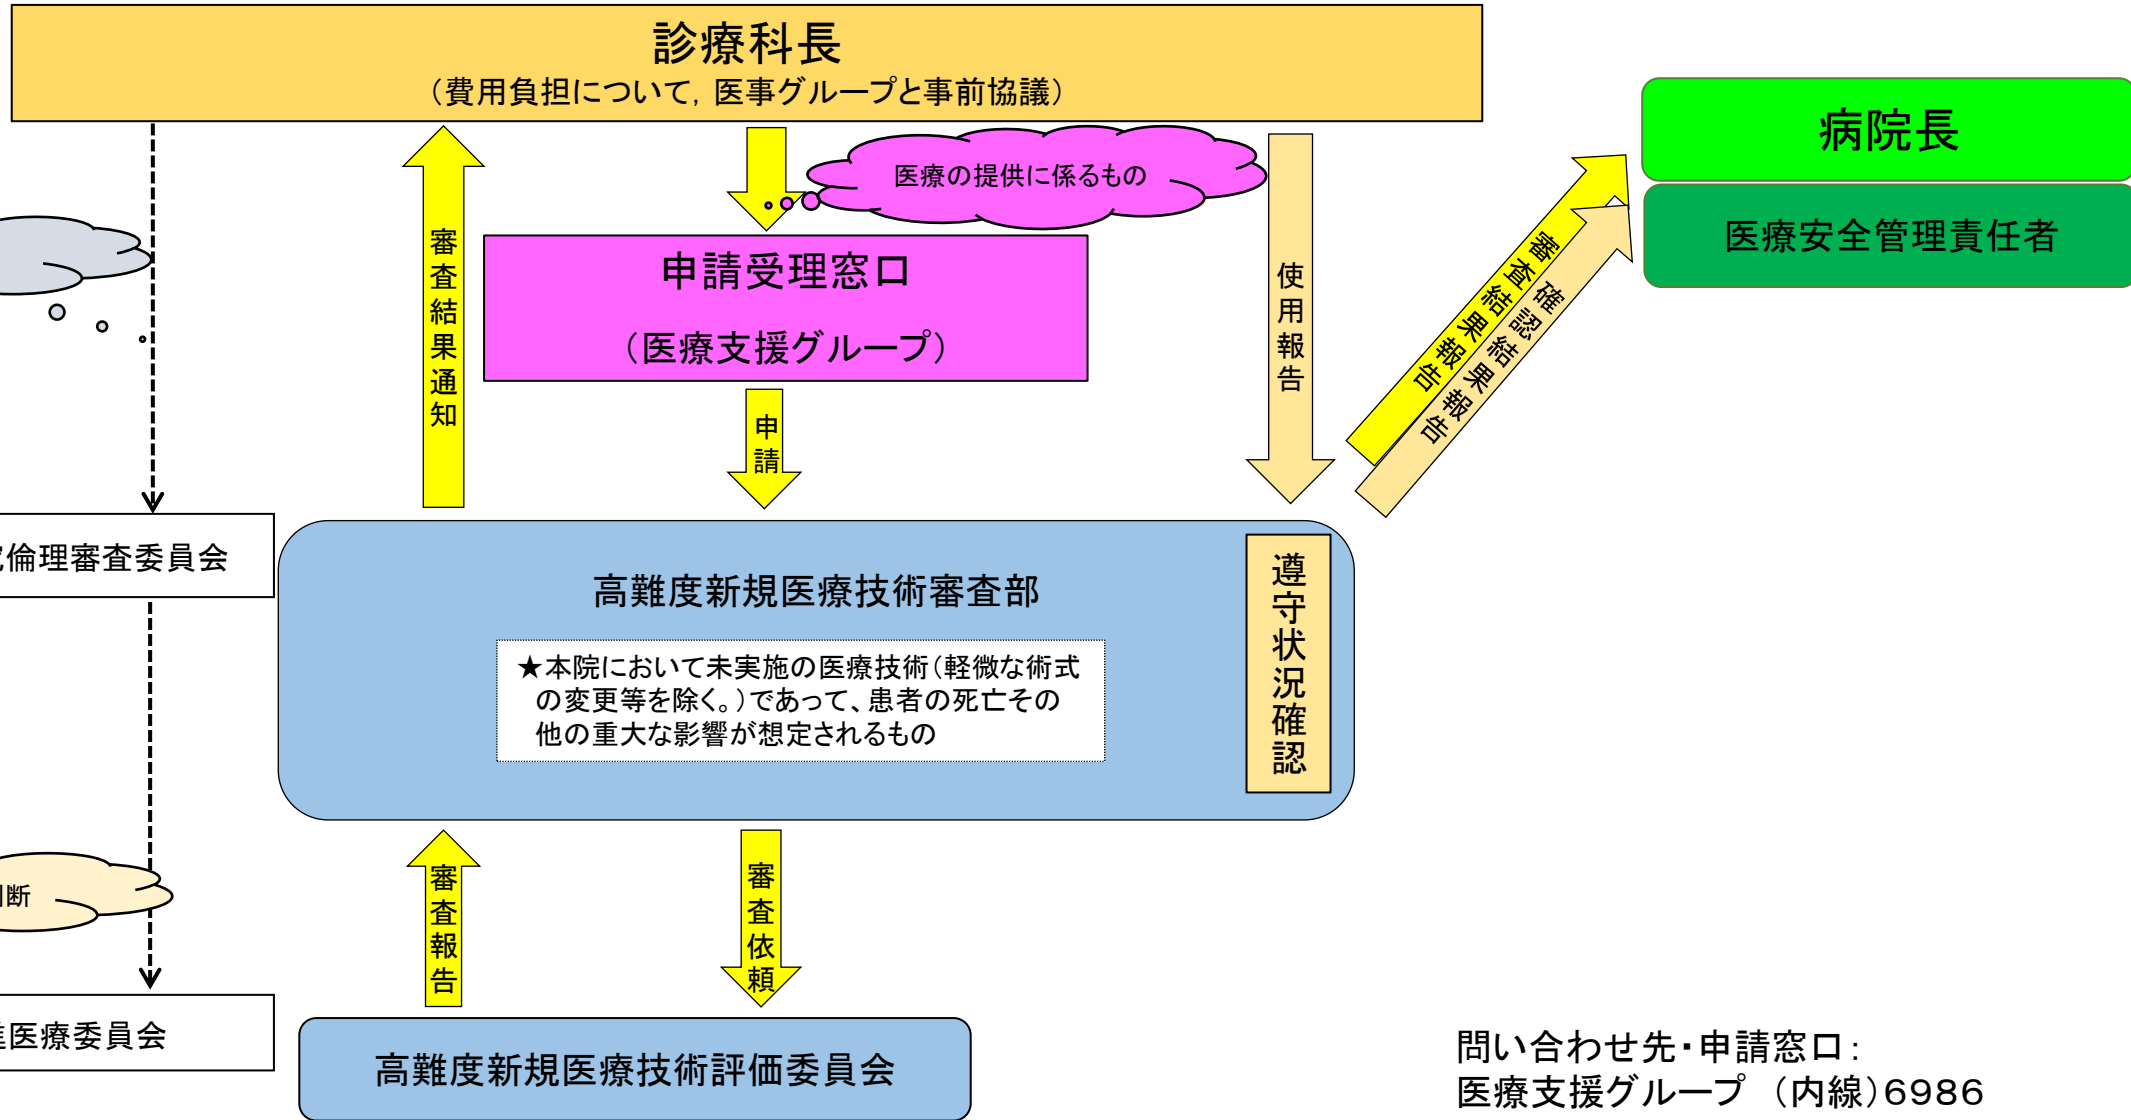 診療科長
（費用負担について，医事グループと事前協議）
病院長
医療安全管理責任者
医療の提供に係るもの
申請受理窓口
（医療支援グループ）
審査結果通知
申請
使用報告
審査結果報告
確認結果報告
倫理審査委員会
高難度新規医療技術審査部
★本院において未実施の医療技術（軽微な術式
の変更等を除く。）であって、患者の死亡その
他の重大な影響が想定されるもの
遵守状況確認
断
審査報告
審査依頼
医療委員会
高難度新規医療技術評価委員会
問い合わせ先・申請窓口：
医療支援グループ （内線）6986